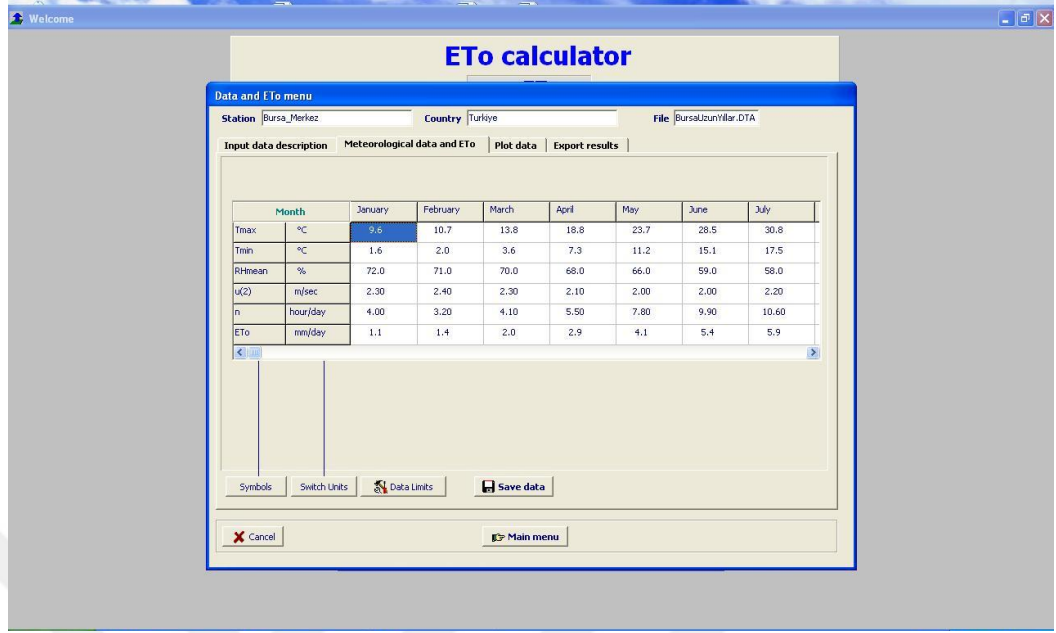 Welcome
ETo calculator
Data and ETo menu
Station Bursa_Merkez Country Turkiye File BursaUzunYıllar.DTA
Input data description Meteorological data and ETo Plot data Export results
Month January February March April May June July
Tmax °C 9.6 10.7 13.8 18.8 23.7 28.5 30.8
Tmin °C 1.6 2.0 3.6 7.3 11.2 15.1 17.5
RHmean % 72.0 71.0 70.0 68.0 66.0 59.0 58.0
u(2) m/sec 2.30 2.40 2.30 2.10 2.00 2.00 2.20
n hour/day 4.00 3.20 4.10 5.50 7.80 9.90 10.60
ETo mm/day 1.1 1.4 2.0 2.9 4.1 5.4 5.9
Symbols Switch Units Data Limits Save data
Cancel Main menu